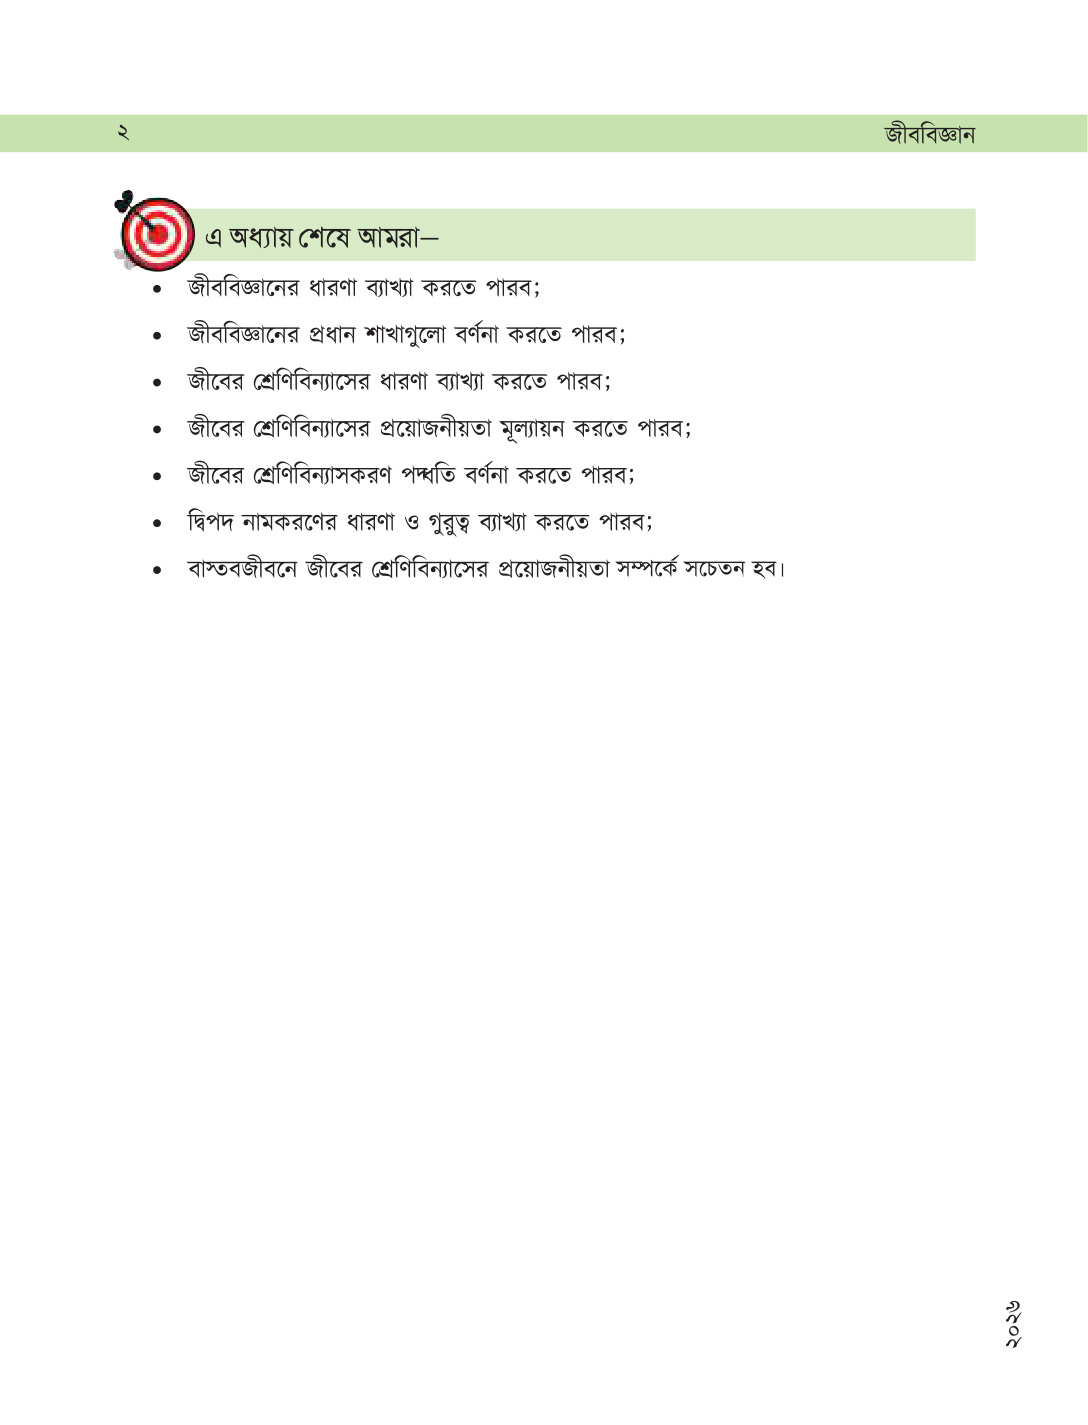 ২
জীববিজ্ঞান
এ অধ্যায় শেষে আমরা—
• জীববিজ্ঞানের ধারণা ব্যাখ্যা করতে পারব;
• জীববিজ্ঞানের প্রধান শাখাগুলো বর্ণনা করতে পারব;
• জীবের শ্রেণিবিন্যাসের ধারণা ব্যাখ্যা করতে পারব;
• জীবের শ্রেণিবিন্যাসের প্রয়োজনীয়তা মূল্যায়ন করতে পারব;
• জীবের শ্রেণিবিন্যাসকরণ পদ্ধতি বর্ণনা করতে পারব;
• দ্বিপদ নামকরণের ধারণা ও গুরুত্ব ব্যাখ্যা করতে পারব;
• বাস্তবজীবনে জীবের শ্রেণিবিন্যাসের প্রয়োজনীয়তা সম্পর্কে সচেতন হব।
২০২৬